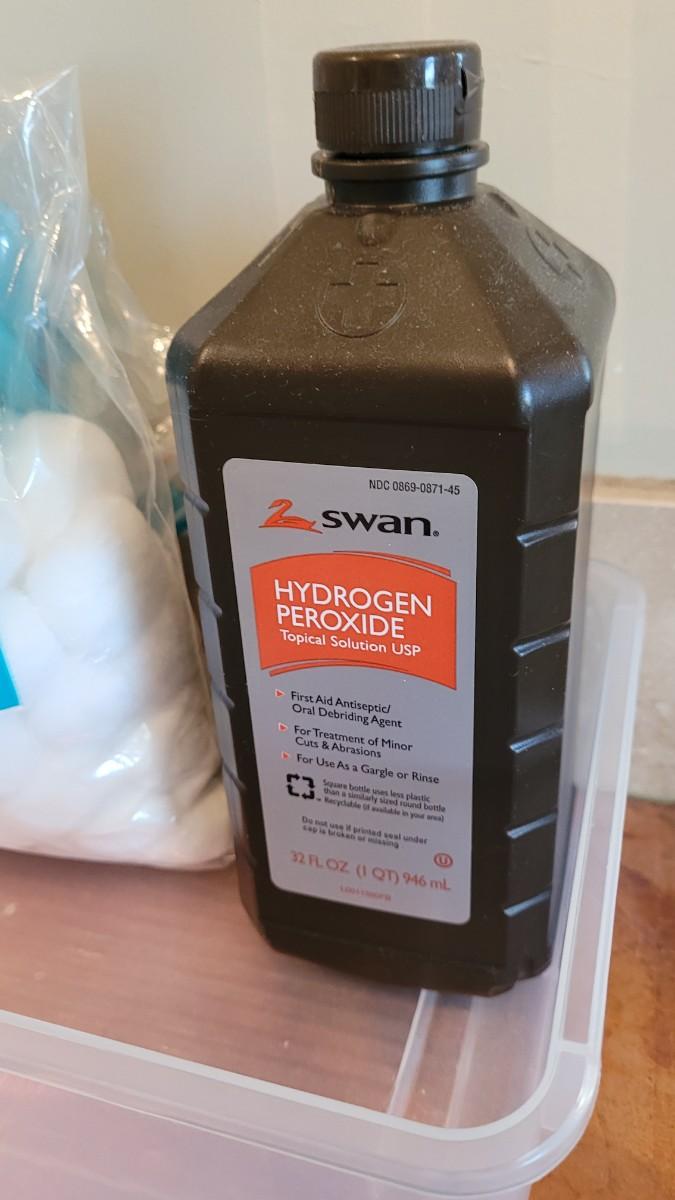 NDC 0869-0871-45
swan®
HYDROGEN
PEROXIDE
Topical Solution USP
First Aid Antiseptic/
Oral Debriding Agent
For Treatment of Minor
Cuts & Abrasions
For Use As a Gargle or Rinse
Square bottle uses less plastic
than a similarly sized round bottle
Recyclable (if available in your area)
Do not use if printed seal under
cap is broken or missing
U
32 FL OZ (1 QT) 946 mL